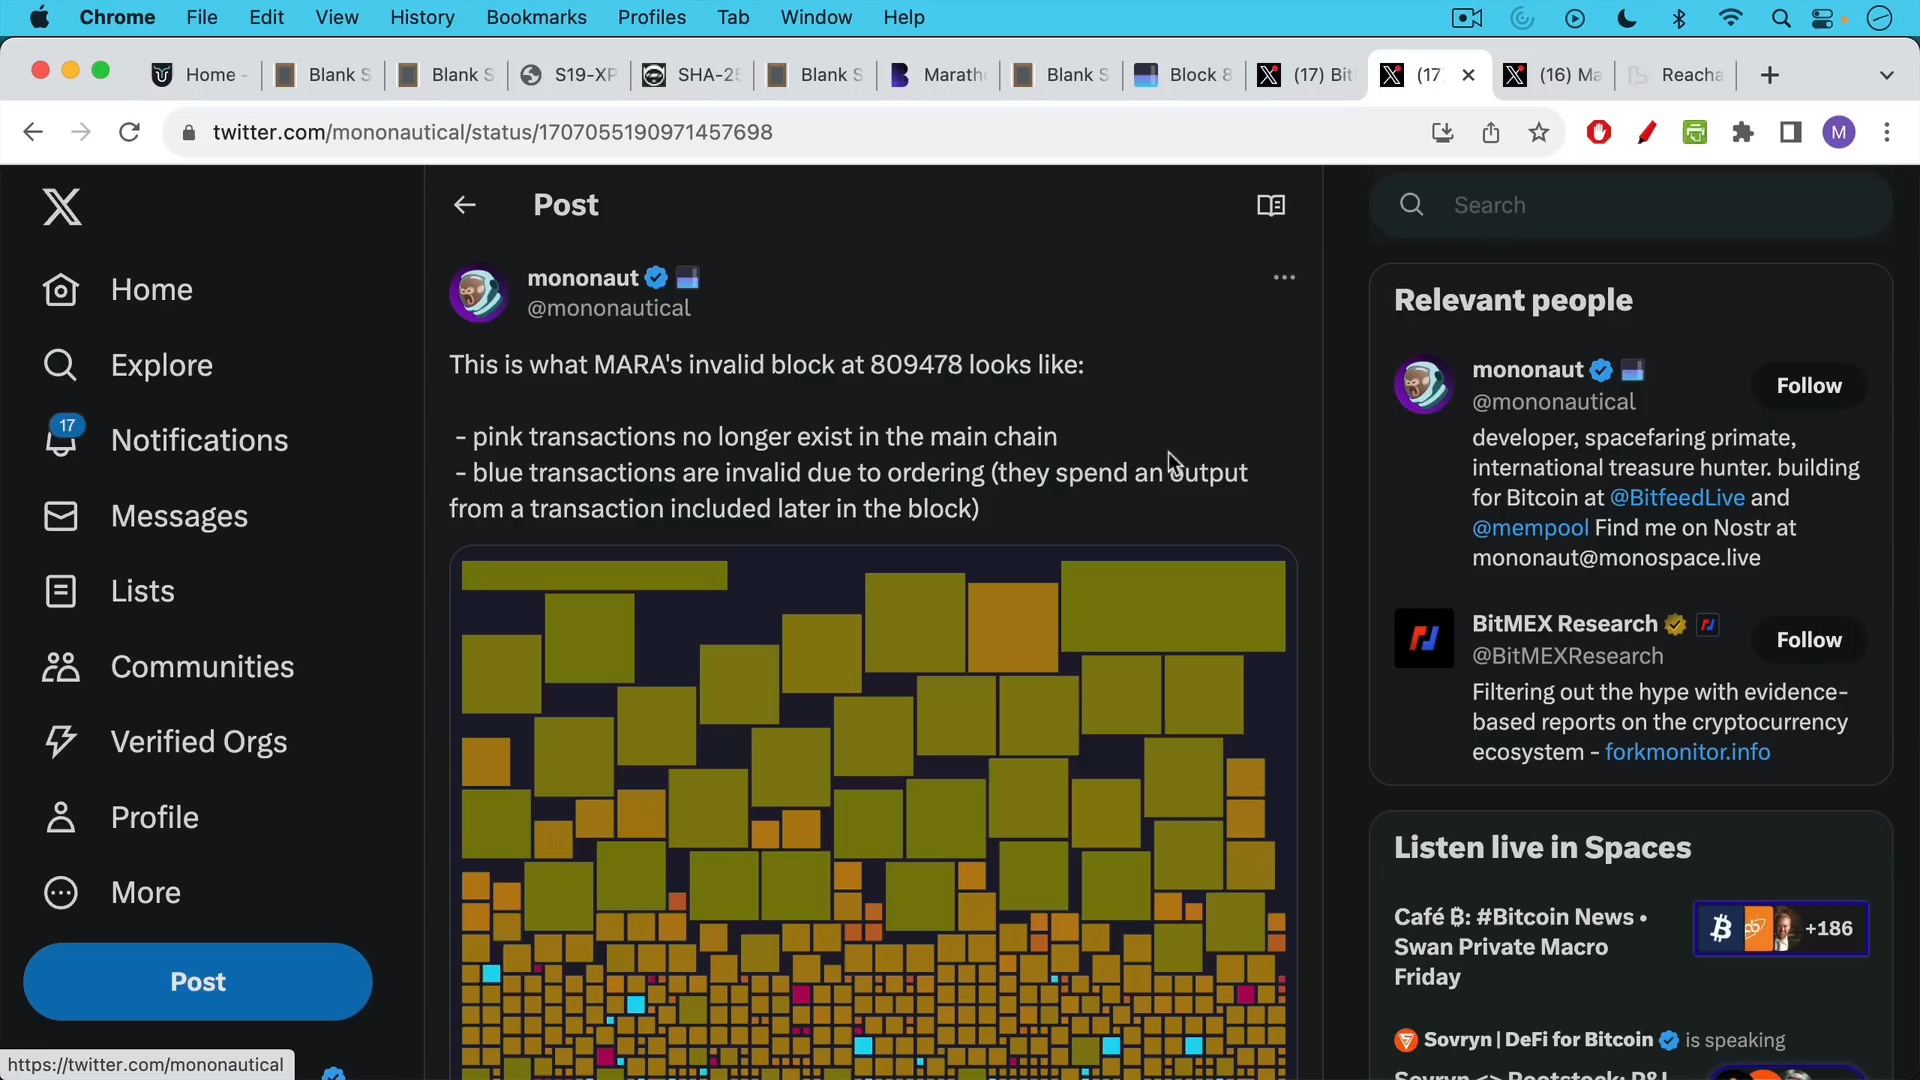 Chrome File Edit View History Bookmarks Profiles Tab Window Help
Home - Blank S Blank S S19-XP SHA-25 Blank S Marath Blank S Block 8 (17) Bit (17 (16) Ma Reacha
twitter.com/mononautical/status/1707055190971457698
M
Home
Explore
17
Notifications
Messages
Lists
Communities
Verified Orgs
Profile
More
Post
https://twitter.com/mononautical
Post
mononaut
@mononautical
This is what MARA's invalid block at 809478 looks like:
- pink transactions no longer exist in the main chain
- blue transactions are invalid due to ordering (they spend an output
from a transaction included later in the block)
Search
Relevant people
mononaut
@mononautical
Follow
developer, spacefaring primate,
international treasure hunter. building
for Bitcoin at @BitfeedLive and
@mempool Find me on Nostr at
mononaut@monospace.live
BitMEX Research
@BitMEXResearch
Follow
Filtering out the hype with evidence-
based reports on the cryptocurrency
ecosystem - forkmonitor.info
Listen live in Spaces
Café ₿: #Bitcoin News •
Swan Private Macro
Friday
+186
Sovryn | DeFi for Bitcoin is speaking